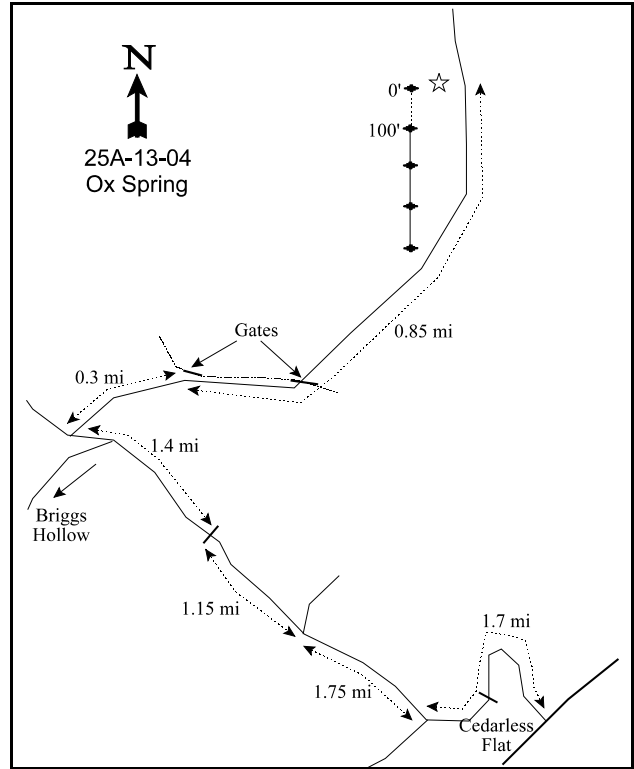 N
25A-13-04
Ox Spring
0'
100'
Gates
0.85 mi
0.3 mi
1.4 mi
Briggs
Hollow
1.15 mi
1.7 mi
1.75 mi
Cedarless
Flat